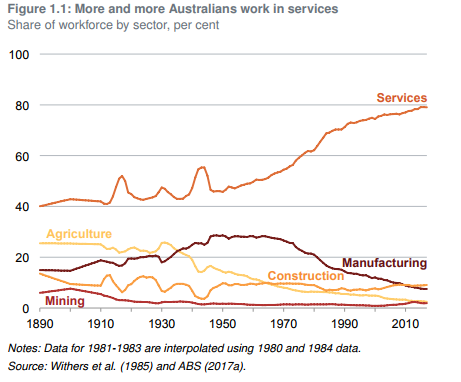 Figure 1.1: More and more Australians work in services
Share of workforce by sector, per cent
100
80
60
40
20
0
Services
Agriculture
Manufacturing
Construction
Mining
1890 1910 1930 1950 1970 1990 2010
Notes: Data for 1981-1983 are interpolated using 1980 and 1984 data.
Source: Withers et al. (1985) and ABS (2017a).